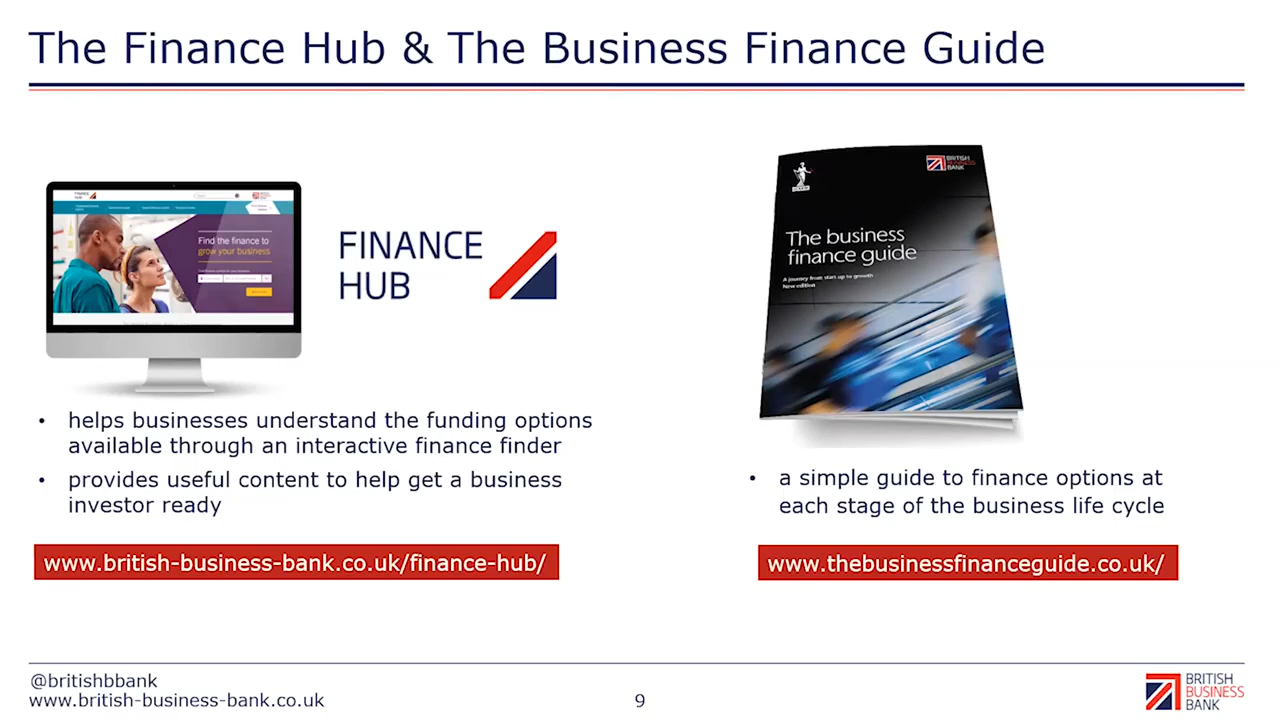 The Finance Hub & The Business Finance Guide
FINANCE
HUB
Find the finance to
grow your business
FINANCE
HUB
helps businesses understand the funding options
available through an interactive finance finder
provides useful content to help get a business
investor ready
www.british-business-bank.co.uk/finance-hub/
BRITISH
BUSINESS
BANK
The business
finance guide
A journey from start up to growth
New edition
a simple guide to finance options at
each stage of the business life cycle
www.thebusinessfinanceguide.co.uk/
@britishbbank
www.british-business-bank.co.uk
9
BRITISH
BUSINESS
BANK